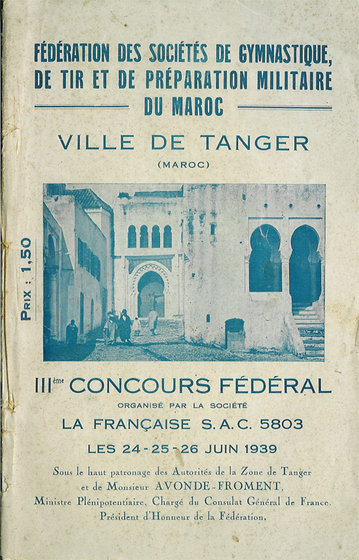 FÉDÉRATION DES SOCIÉTÉS DE GYMNASTIQUE,
DE TIR ET DE PRÉPARATION MILITAIRE
DU MAROC
VILLE DE TANGER
(MAROC)
PRIX : 1,50
IIIème CONCOURS FÉDÉRAL
ORGANISÉ PAR LA SOCIÉTÉ
LA FRANÇAISE S.A.C. 5803
LES 24-25-26 JUIN 1939
Sous le haut patronage des Autorités de la Zone de Tanger
et de Monsieur AVONDE-FROMENT,
Ministre Plénipotentiaire, Chargé du Consulat Général de France.
Président d'Honneur de la Fédération.